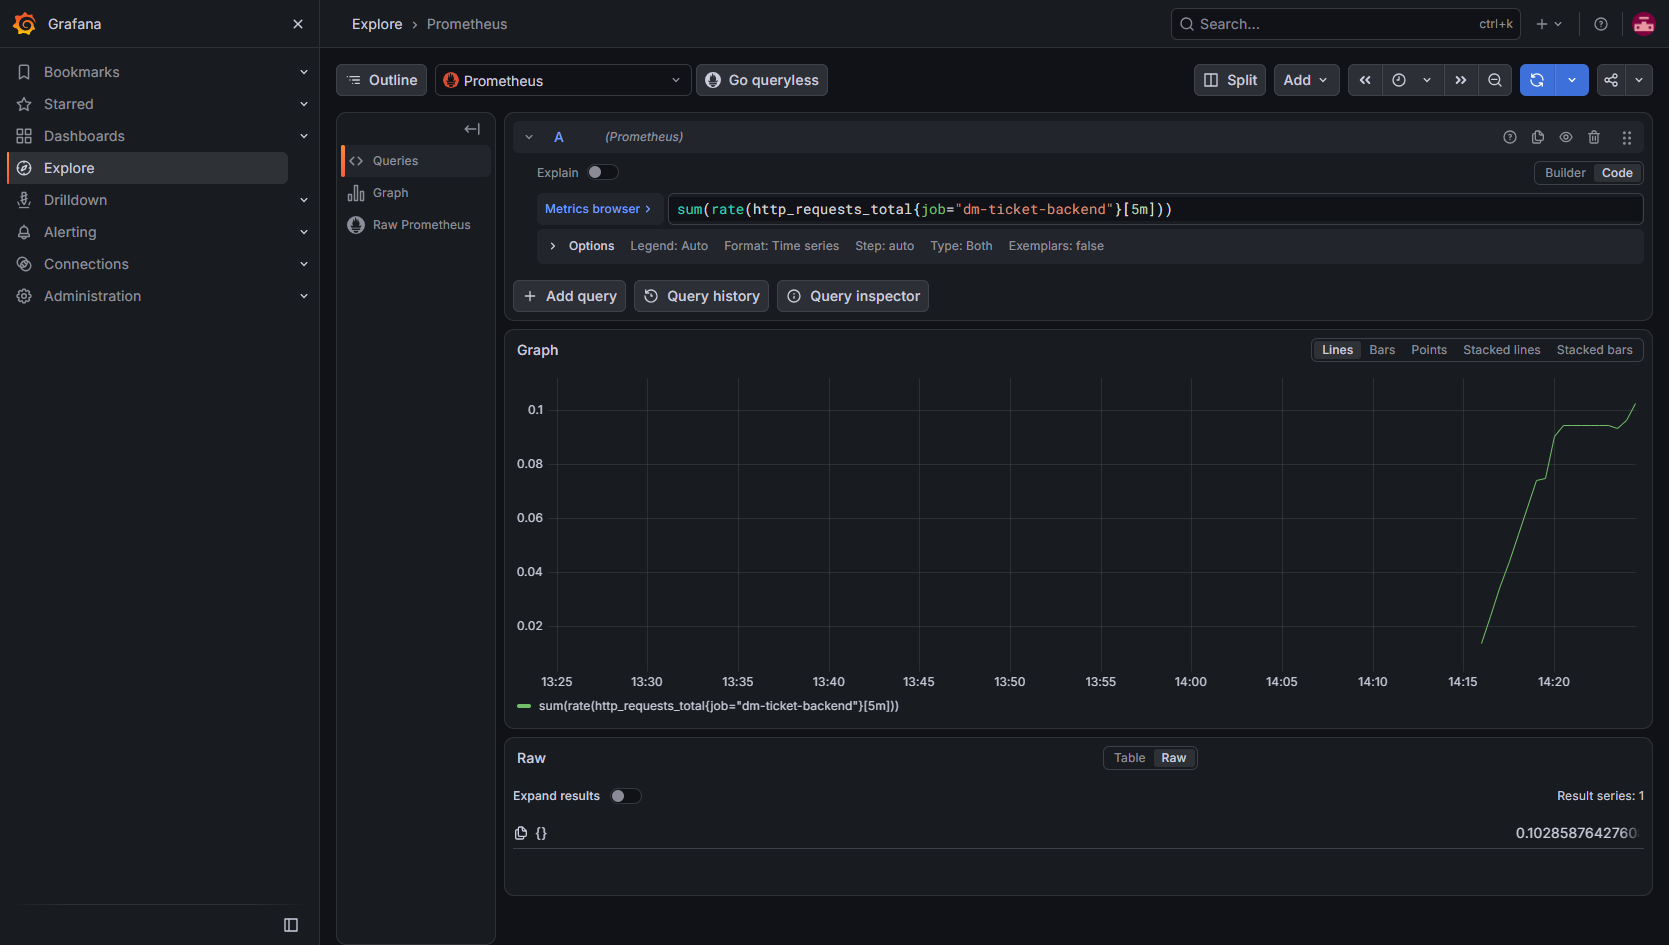 Grafana
Explore › Prometheus
Search...
ctrl+k
Bookmarks
Starred
Dashboards
Explore
Drilldown
Alerting
Connections
Administration
Outline
Prometheus
Go queryless
Split
Add
Queries
Graph
Raw Prometheus
A
(Prometheus)
Explain
Builder
Code
Metrics browser ›
sum(rate(http_requests_total{job="dm-ticket-backend"}[5m]))
Options Legend: Auto Format: Time series Step: auto Type: Both Exemplars: false
+ Add query
Query history
Query inspector
Graph
Lines Bars Points Stacked lines Stacked bars
0.1
0.08
0.06
0.04
0.02
13:25 13:30 13:35 13:40 13:45 13:50 13:55 14:00 14:05 14:10 14:15 14:20
sum(rate(http_requests_total{job="dm-ticket-backend"}[5m]))
Raw
Table Raw
Expand results
Result series: 1
{}
0.1028587642760